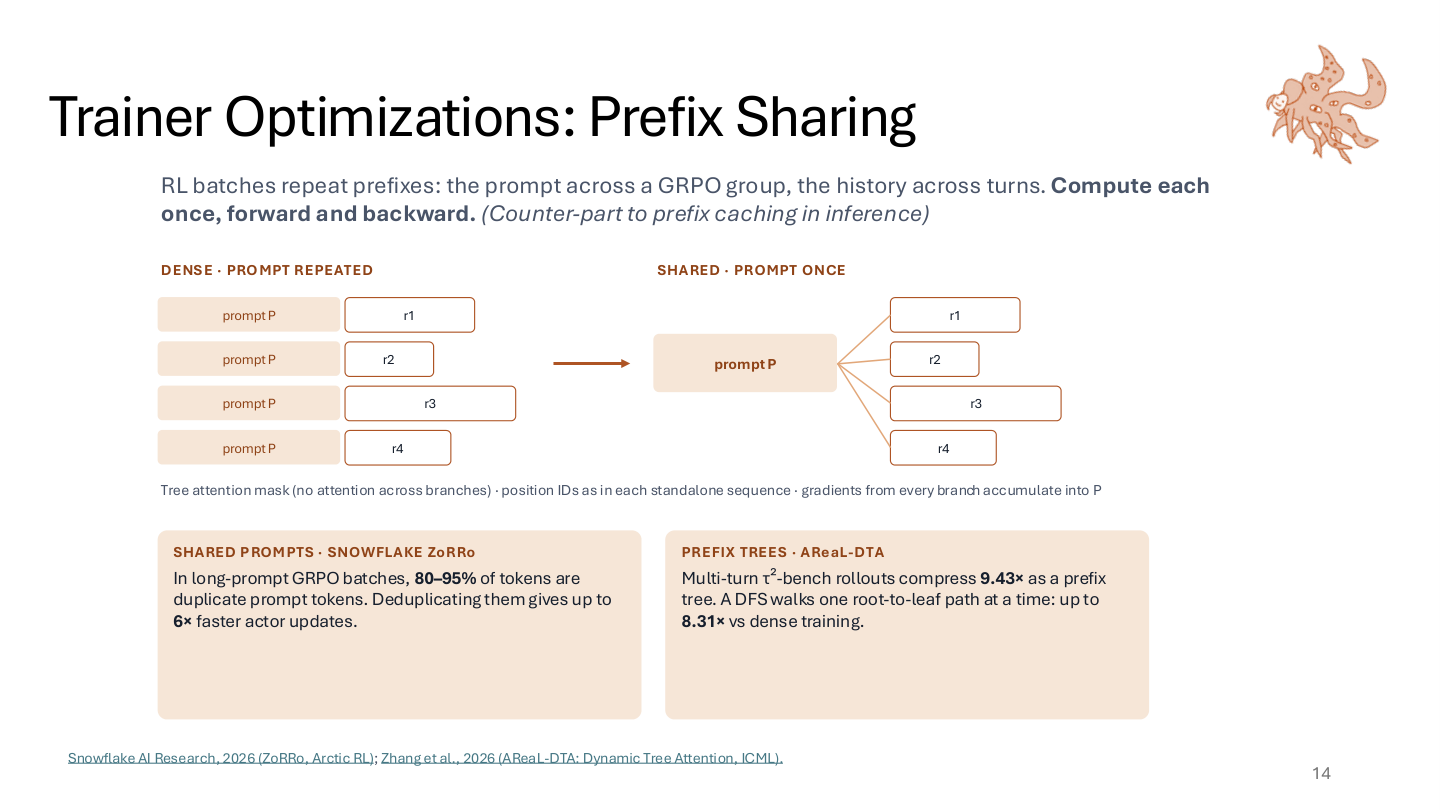 Trainer Optimizations: Prefix Sharing
RL batches repeat prefixes: the prompt across a GRPO group, the history across turns. Compute each
once, forward and backward. (Counter-part to prefix caching in inference)
DENSE · PROMPT REPEATED
prompt P
r1
prompt P
r2
prompt P
r3
prompt P
r4
SHARED · PROMPT ONCE
prompt P
r1
r2
r3
r4
Tree attention mask (no attention across branches) · position IDs as in each standalone sequence · gradients from every branch accumulate into P
SHARED PROMPTS · SNOWFLAKE ZoRRo
In long-prompt GRPO batches, 80–95% of tokens are
duplicate prompt tokens. Deduplicating them gives up to
6× faster actor updates.
PREFIX TREES · AReaL-DTA
Multi-turn τ²-bench rollouts compress 9.43× as a prefix
tree. A DFS walks one root-to-leaf path at a time: up to
8.31× vs dense training.
Snowflake AI Research, 2026 (ZoRRo, Arctic RL); Zhang et al., 2026 (AReaL-DTA: Dynamic Tree Attention, ICML).
14